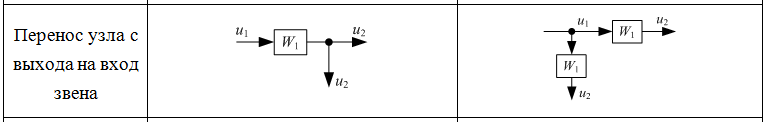 Перенос узла с
выхода на вход
звена
u₁ W₁ u₂
u₂
u₁ W₁ u₂
W₁
u₂